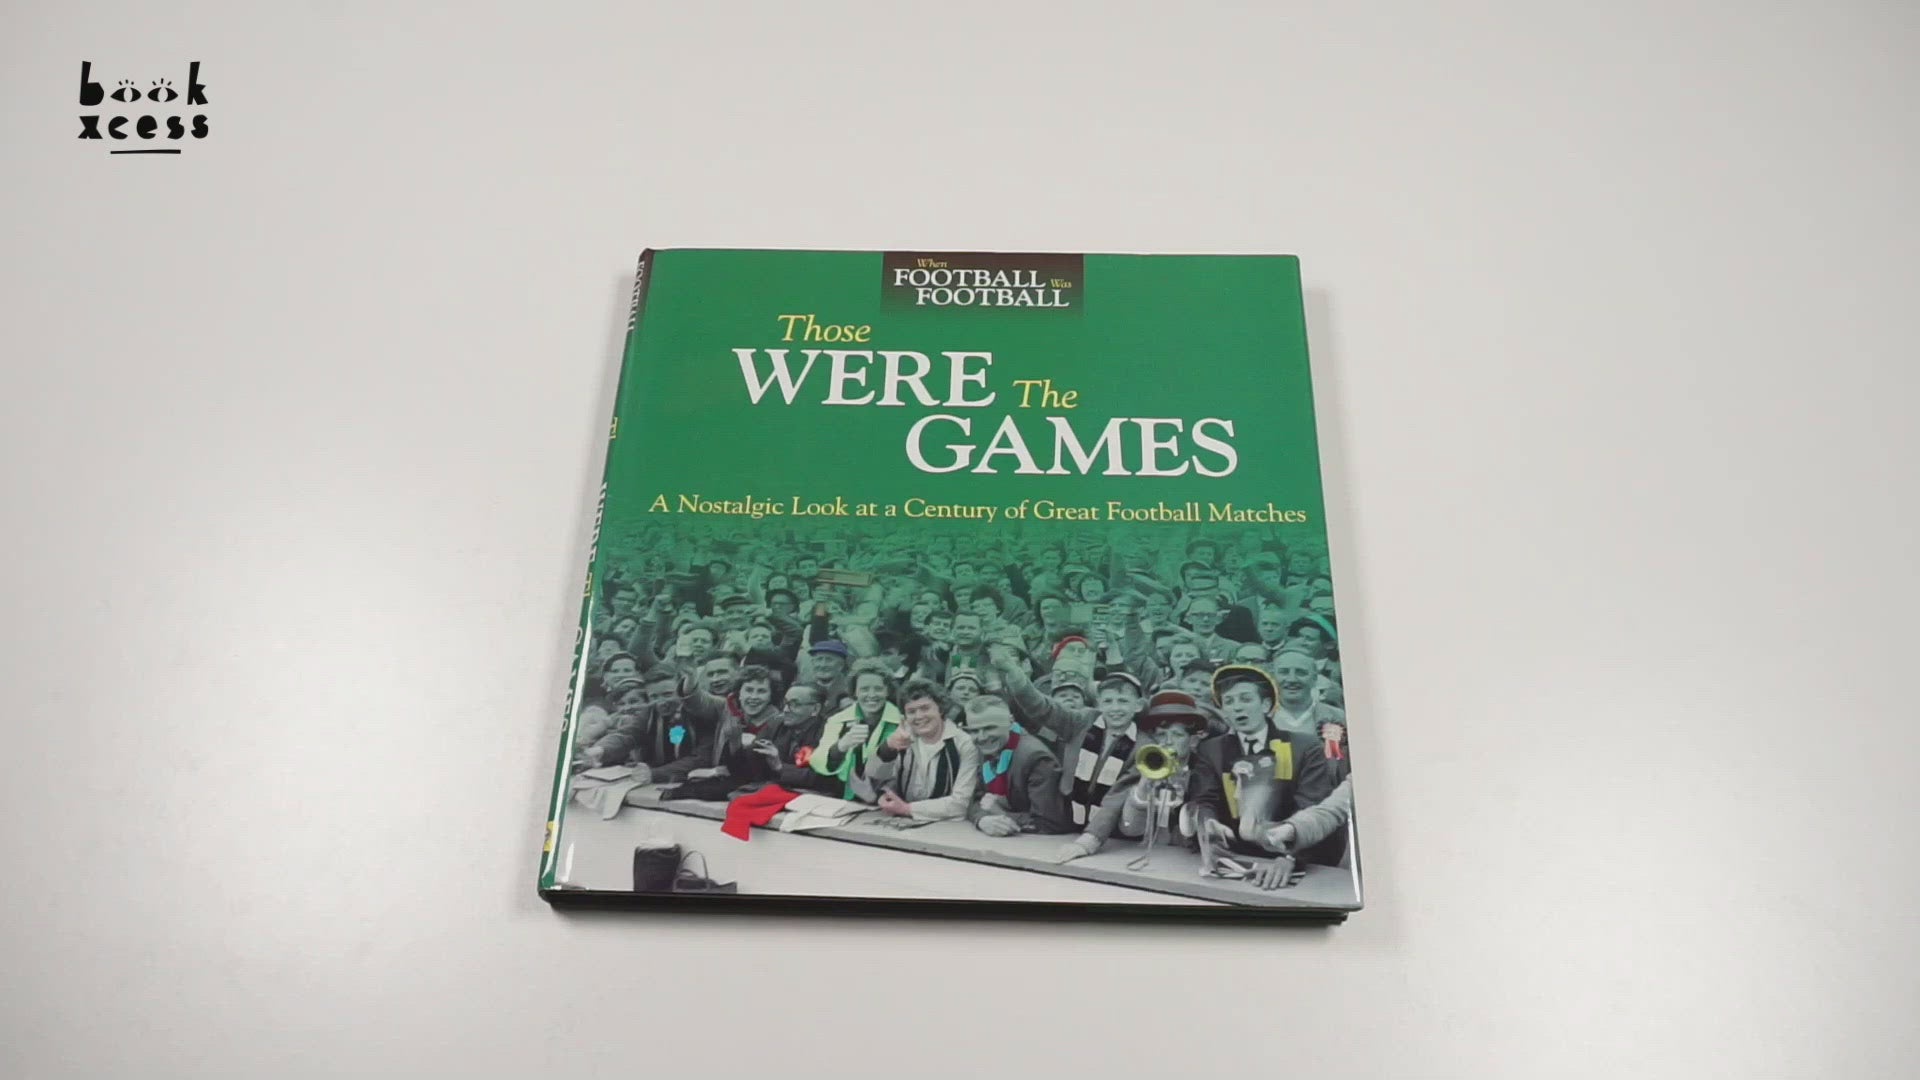 book
xcess
When
FOOTBALL Was
FOOTBALL
Those
WERE The
GAMES
A Nostalgic Look at a Century of Great Football Matches